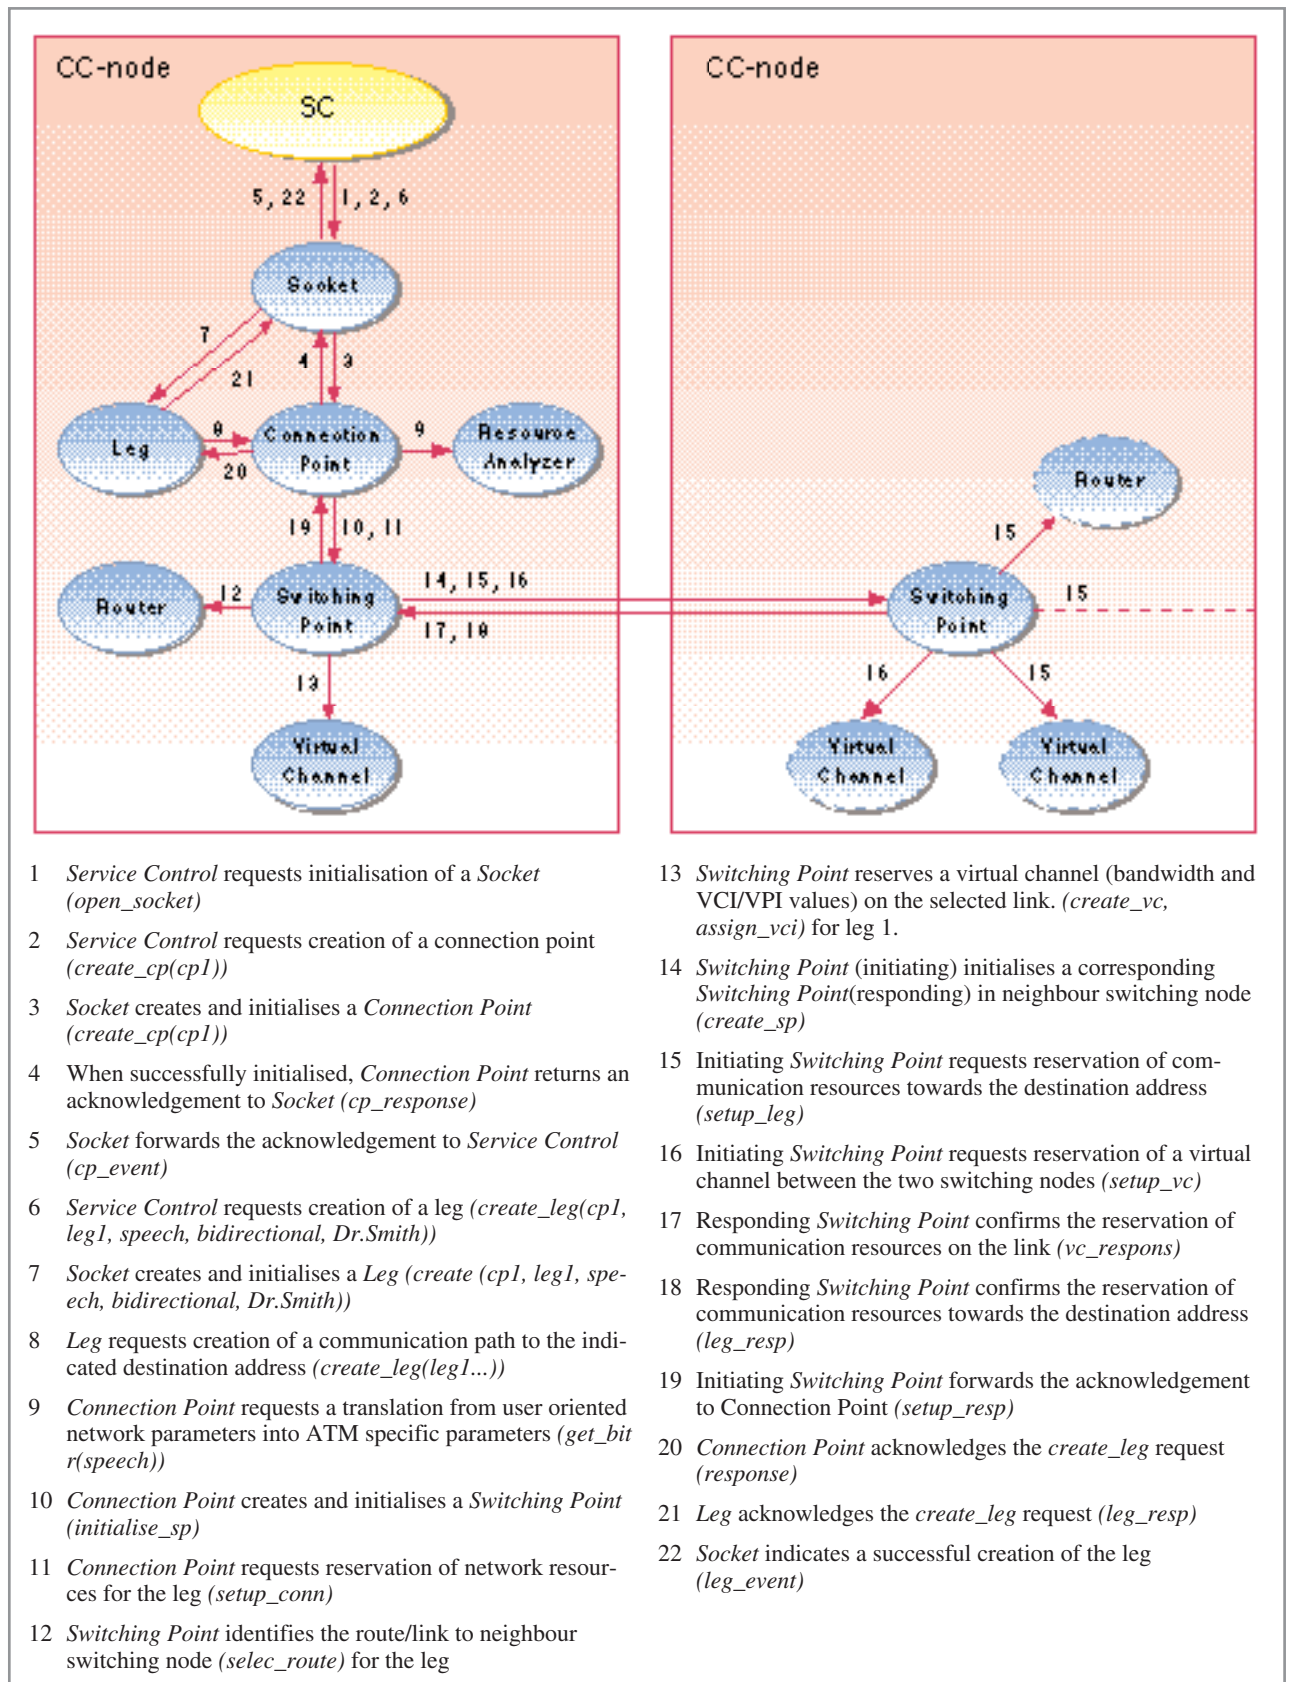 CC-node
SC
5, 22
1, 2, 6
Socket
7
21
4
3
Leg
8
20
Connection
Point
9
Resource
Analyzer
19
10, 11
Router
12
Switching
Point
14, 15, 16
17, 18
13
Virtual
Channel
CC-node
Router
15
Switching
Point
15
16
15
Virtual
Channel
Virtual
Channel
1 Service Control requests initialisation of a Socket
(open_socket)
2 Service Control requests creation of a connection point
(create_cp(cp1))
3 Socket creates and initialises a Connection Point
(create_cp(cp1))
4 When successfully initialised, Connection Point returns an
acknowledgement to Socket (cp_response)
5 Socket forwards the acknowledgement to Service Control
(cp_event)
6 Service Control requests creation of a leg (create_leg(cp1,
leg1, speech, bidirectional, Dr.Smith))
7 Socket creates and initialises a Leg (create (cp1, leg1, spe-
ech, bidirectional, Dr.Smith))
8 Leg requests creation of a communication path to the indi-
cated destination address (create_leg(leg1...))
9 Connection Point requests a translation from user oriented
network parameters into ATM specific parameters (get_bit
r(speech))
10 Connection Point creates and initialises a Switching Point
(initialise_sp)
11 Connection Point requests reservation of network resour-
ces for the leg (setup_conn)
12 Switching Point identifies the route/link to neighbour
switching node (selec_route) for the leg
13 Switching Point reserves a virtual channel (bandwidth and
VCI/VPI values) on the selected link. (create_vc,
assign_vci) for leg 1.
14 Switching Point (initiating) initialises a corresponding
Switching Point(responding) in neighbour switching node
(create_sp)
15 Initiating Switching Point requests reservation of com-
munication resources towards the destination address
(setup_leg)
16 Initiating Switching Point requests reservation of a virtual
channel between the two switching nodes (setup_vc)
17 Responding Switching Point confirms the reservation of
communication resources on the link (vc_respons)
18 Responding Switching Point confirms the reservation of
communication resources towards the destination address
(leg_resp)
19 Initiating Switching Point forwards the acknowledgement
to Connection Point (setup_resp)
20 Connection Point acknowledges the create_leg request
(response)
21 Leg acknowledges the create_leg request (leg_resp)
22 Socket indicates a successful creation of the leg
(leg_event)